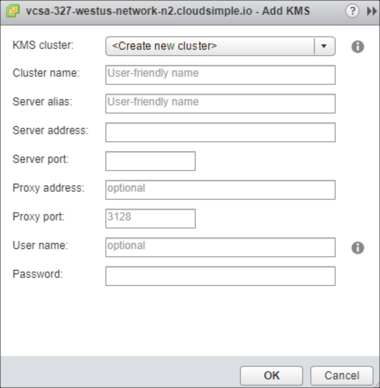 vcsa-327-westus-network-n2.cloudsimple.io - Add KMS
KMS cluster: <Create new cluster>
Cluster name: User-friendly name
Server alias: User-friendly name
Server address:
Server port:
Proxy address: optional
Proxy port: 3128
User name: optional
Password:
OK Cancel